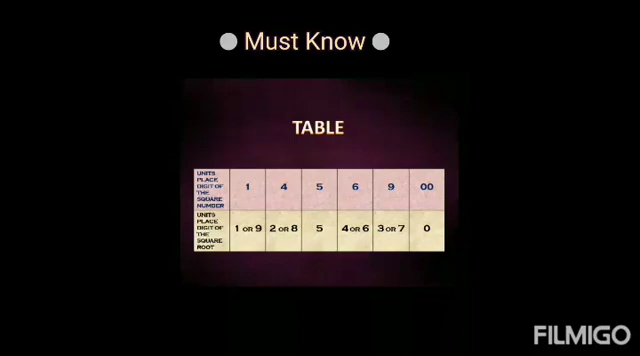 Must Know
TABLE
UNITS
PLACE
DIGIT OF
THE
SQUARE
NUMBER
1 4 5 6 9 00
UNITS
PLACE
DIGIT OF
THE
SQUARE
ROOT
1 OR 9 2 OR 8 5 4 OR 6 3 OR 7 0
FILMIGO